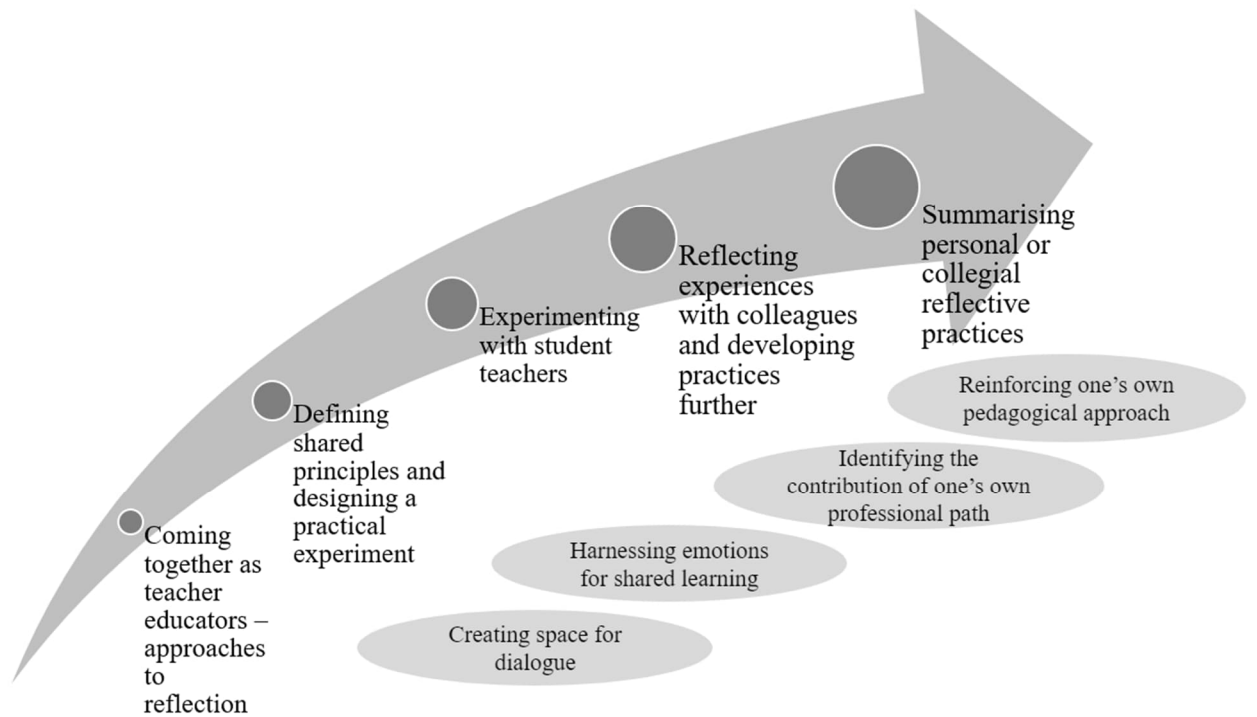 Coming
together as
teacher
educators –
approaches
to
reflection
Defining
shared
principles and
designing a
practical
experiment
Experimenting
with student
teachers
Reflecting
experiences
with colleagues
and developing
practices
further
Summarising
personal or
collegial
reflective
practices
Creating space for
dialogue
Harnessing emotions
for shared learning
Identifying the
contribution of one’s own
professional path
Reinforcing one’s own
pedagogical approach